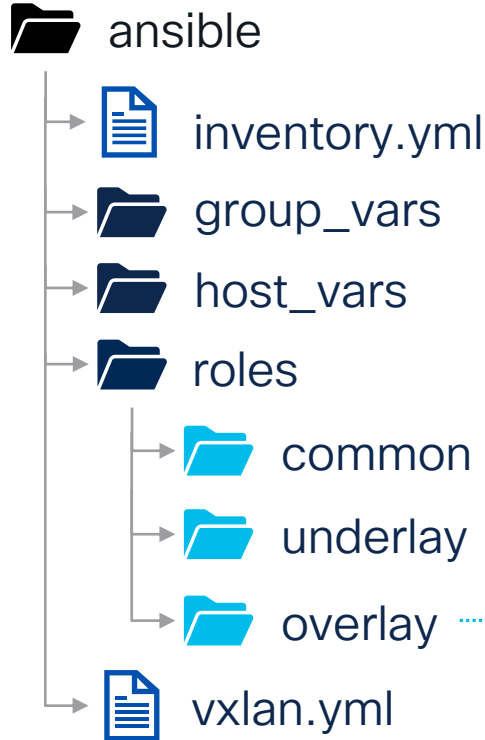 ansible
inventory.yml
group_vars
host_vars
roles
common
underlay
overlay
vxlan.yml